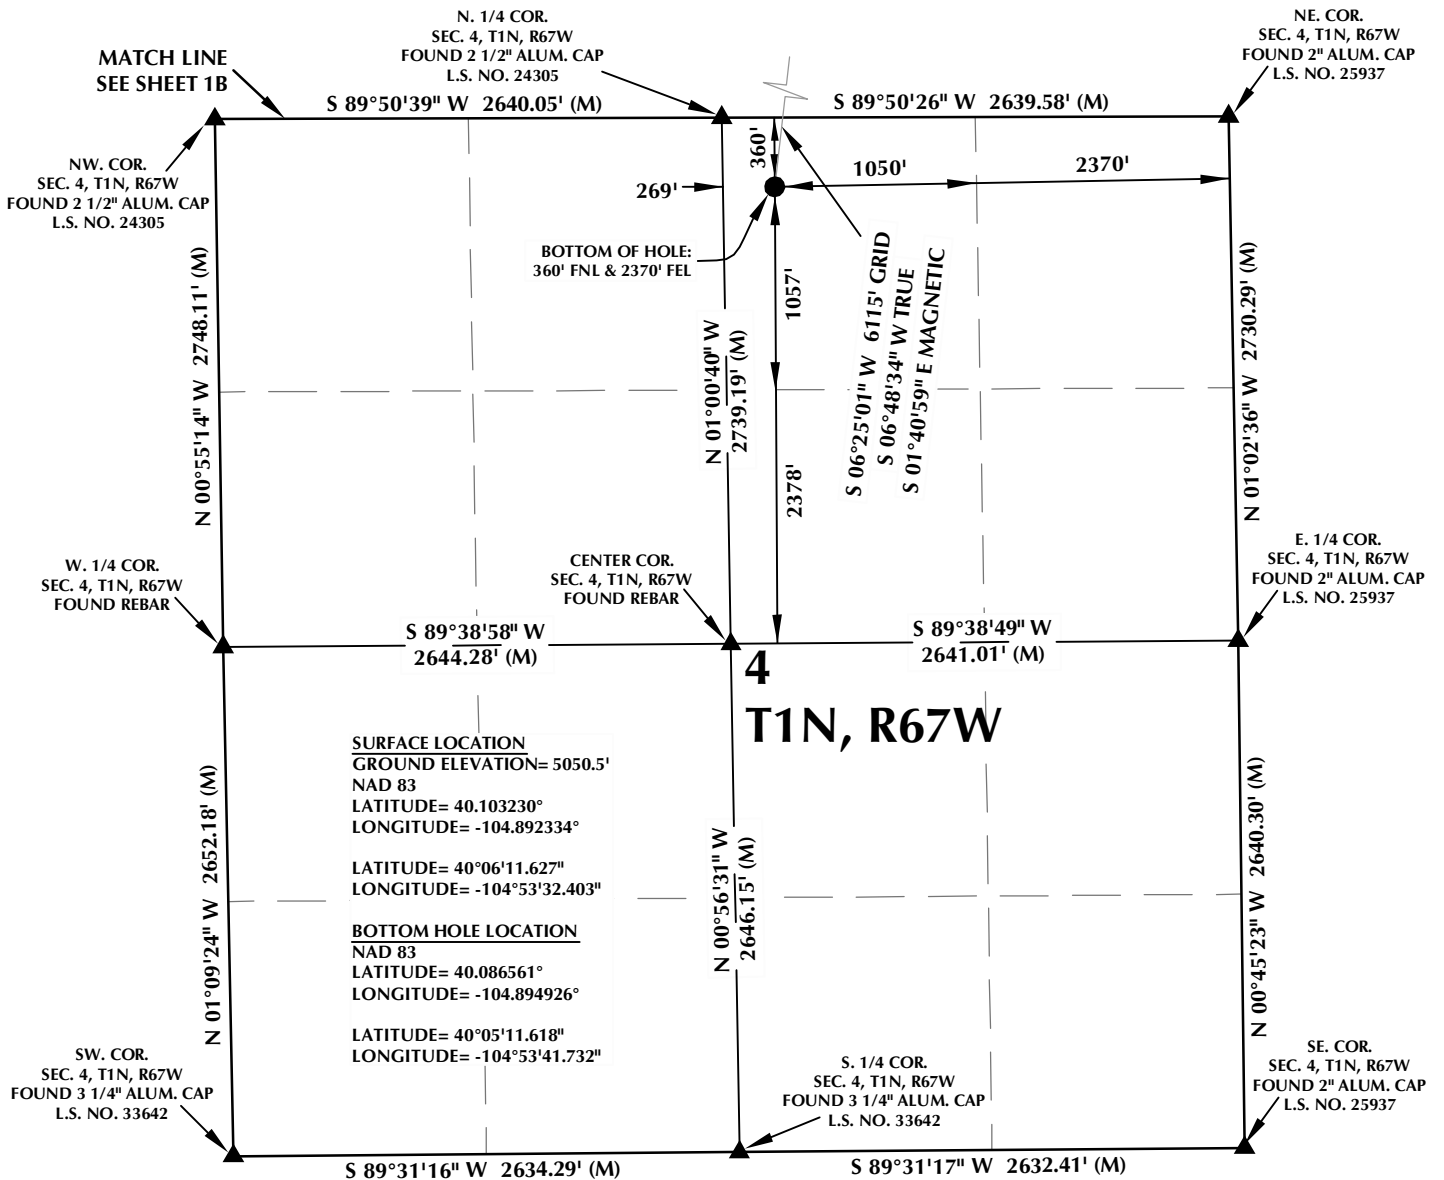 N. 1/4 COR.
SEC. 4, T1N, R67W
FOUND 2 1/2" ALUM. CAP
L.S. NO. 24305
NE. COR.
SEC. 4, T1N, R67W
FOUND 2" ALUM. CAP
L.S. NO. 25937
MATCH LINE
SEE SHEET 1B
S 89°50'39" W 2640.05' (M)
S 89°50'26" W 2639.58' (M)
NW. COR.
SEC. 4, T1N, R67W
FOUND 2 1/2" ALUM. CAP
L.S. NO. 24305
360'
269'
1050'
2370'
BOTTOM OF HOLE:
360' FNL & 2370' FEL
1057'
S 06°25'01" W 6115' GRID
S 06°48'34" W TRUE
S 01°40'59" E MAGNETIC
N 00°55'14" W 2748.11' (M)
N 01°00'40" W
2739.19' (M)
N 01°02'36" W 2730.29' (M)
2378'
W. 1/4 COR.
SEC. 4, T1N, R67W
FOUND REBAR
CENTER COR.
SEC. 4, T1N, R67W
FOUND REBAR
E. 1/4 COR.
SEC. 4, T1N, R67W
FOUND 2" ALUM. CAP
L.S. NO. 25937
S 89°38'58" W
2644.28' (M)
S 89°38'49" W
2641.01' (M)
4
T1N, R67W
SURFACE LOCATION
GROUND ELEVATION= 5050.5'
NAD 83
LATITUDE= 40.103230°
LONGITUDE= -104.892334°
LATITUDE= 40°06'11.627"
LONGITUDE= -104°53'32.403"
BOTTOM HOLE LOCATION
NAD 83
LATITUDE= 40.086561°
LONGITUDE= -104.894926°
LATITUDE= 40°05'11.618"
LONGITUDE= -104°53'41.732"
N 01°09'24" W 2652.18' (M)
N 00°56'31" W
2646.15' (M)
N 00°45'23" W 2640.30' (M)
SW. COR.
SEC. 4, T1N, R67W
FOUND 3 1/4" ALUM. CAP
L.S. NO. 33642
S. 1/4 COR.
SEC. 4, T1N, R67W
FOUND 3 1/4" ALUM. CAP
L.S. NO. 33642
SE. COR.
SEC. 4, T1N, R67W
FOUND 2" ALUM. CAP
L.S. NO. 25937
S 89°31'16" W 2634.29' (M)
S 89°31'17" W 2632.41' (M)